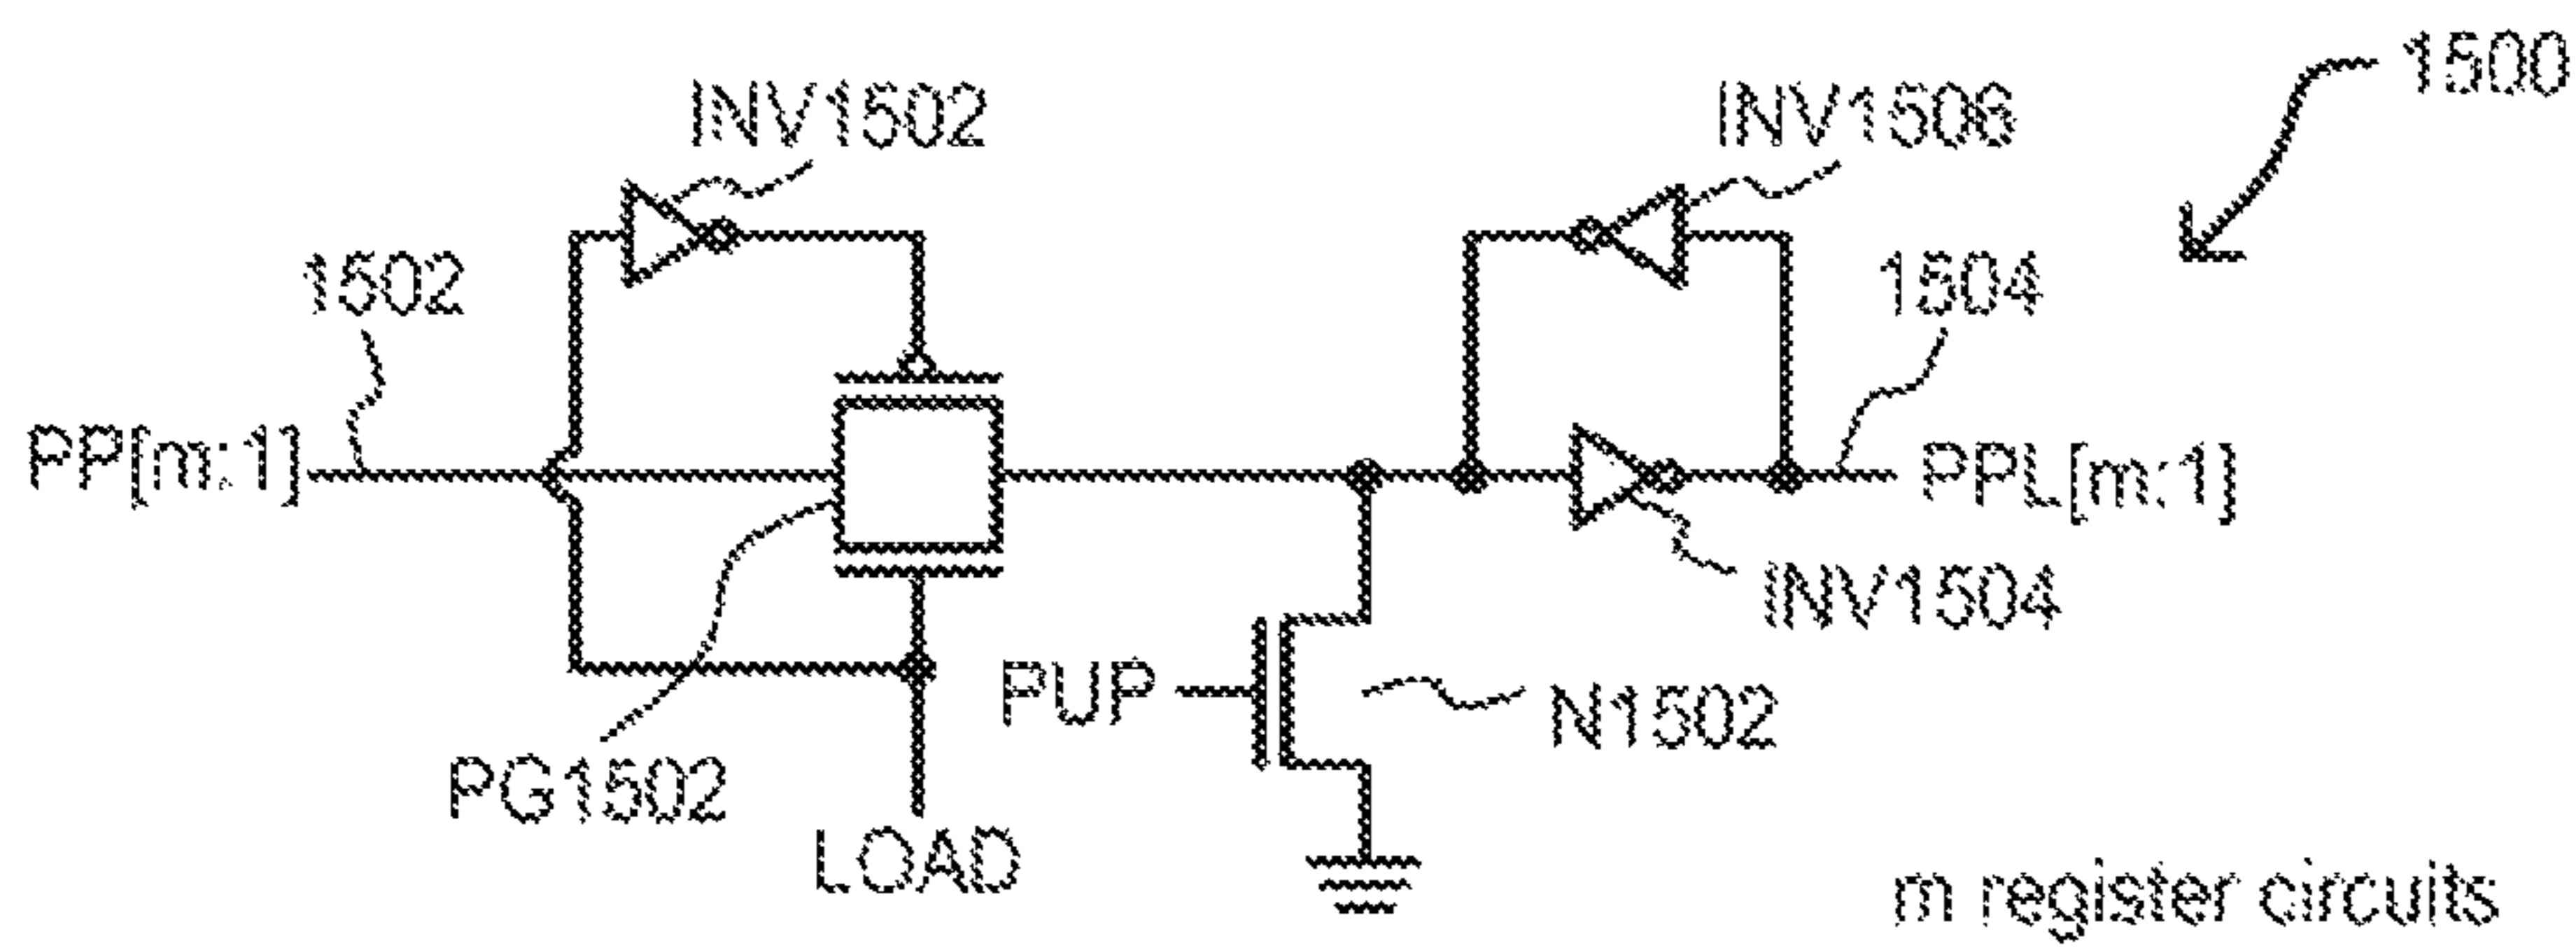 1500
INV1502
INV1506
1502
1504
PP[m:1]
PPL[m:1]
INV1504
PUP
N1502
PG1502
LOAD
m register circuits